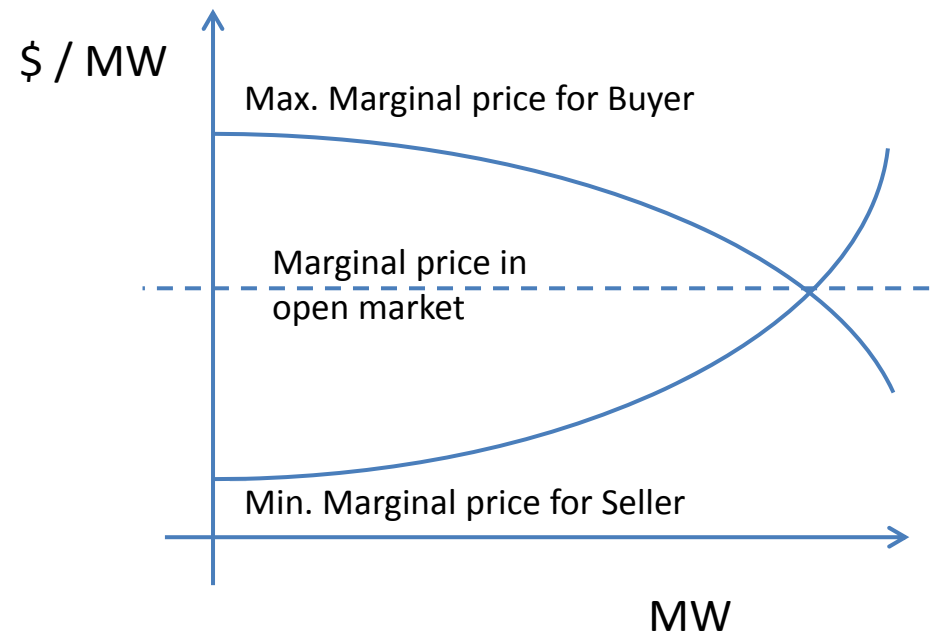 $ / MW
Max. Marginal price for Buyer
Marginal price in
open market
Min. Marginal price for Seller
MW